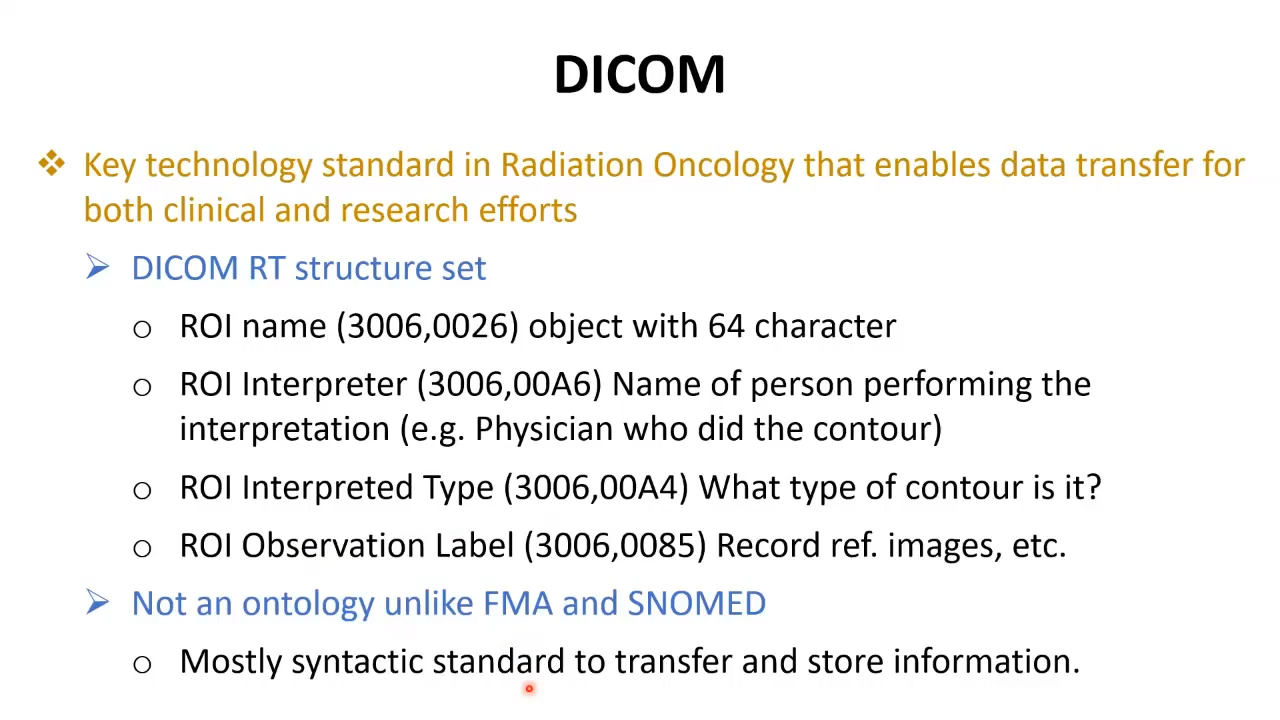 DICOM
Key technology standard in Radiation Oncology that enables data transfer for
both clinical and research efforts
DICOM RT structure set
ROI name (3006,0026) object with 64 character
ROI Interpreter (3006,00A6) Name of person performing the
interpretation (e.g. Physician who did the contour)
ROI Interpreted Type (3006,00A4) What type of contour is it?
ROI Observation Label (3006,0085) Record ref. images, etc.
Not an ontology unlike FMA and SNOMED
Mostly syntactic standard to transfer and store information.